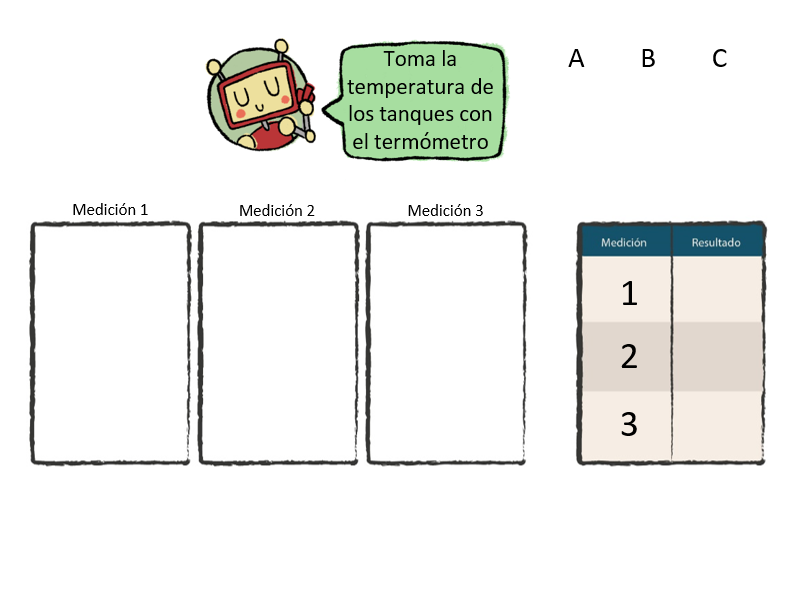 Toma la
temperatura de
los tanques con
el termómetro
A B C
Medición 1
Medición 2
Medición 3
Medición Resultado
1
2
3